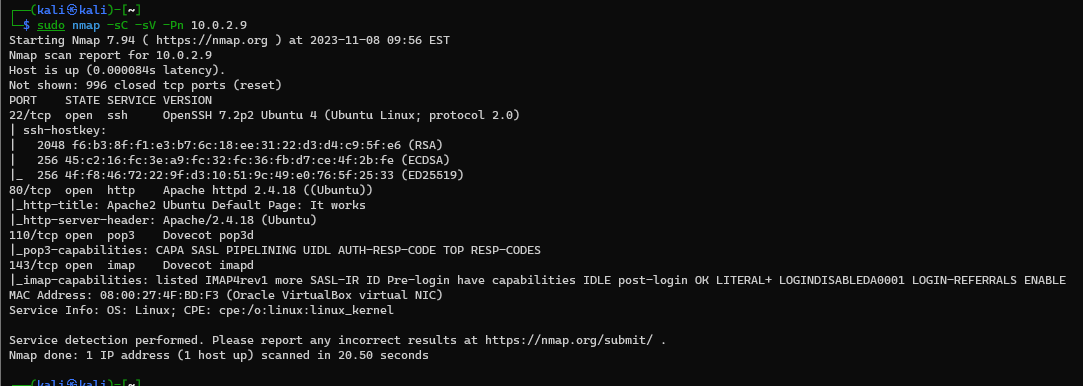 ┌──(kali㉿kali)-[~]
└─$ sudo nmap -sC -sV -Pn 10.0.2.9
Starting Nmap 7.94 ( https://nmap.org ) at 2023-11-08 09:56 EST
Nmap scan report for 10.0.2.9
Host is up (0.000084s latency).
Not shown: 996 closed tcp ports (reset)
PORT    STATE SERVICE VERSION
22/tcp  open  ssh     OpenSSH 7.2p2 Ubuntu 4 (Ubuntu Linux; protocol 2.0)
| ssh-hostkey:
|   2048 f6:b3:8f:f1:e3:b7:6c:18:ee:31:22:d3:d4:c9:5f:e6 (RSA)
|   256 45:c2:16:fc:3e:a9:fc:32:fc:36:fb:d7:ce:4f:2b:fe (ECDSA)
|_  256 4f:f8:46:72:22:9f:d3:10:51:9c:49:e0:76:5f:25:33 (ED25519)
80/tcp  open  http    Apache httpd 2.4.18 ((Ubuntu))
|_http-title: Apache2 Ubuntu Default Page: It works
|_http-server-header: Apache/2.4.18 (Ubuntu)
110/tcp open  pop3    Dovecot pop3d
|_pop3-capabilities: CAPA SASL PIPELINING UIDL AUTH-RESP-CODE TOP RESP-CODES
143/tcp open  imap    Dovecot imapd
|_imap-capabilities: listed IMAP4rev1 more SASL-IR ID Pre-login have capabilities IDLE post-login OK LITERAL+ LOGINDISABLEDA0001 LOGIN-REFERRALS ENABLE
MAC Address: 08:00:27:4F:BD:F3 (Oracle VirtualBox virtual NIC)
Service Info: OS: Linux; CPE: cpe:/o:linux:linux_kernel

Service detection performed. Please report any incorrect results at https://nmap.org/submit/ .
Nmap done: 1 IP address (1 host up) scanned in 20.50 seconds

┌──(kali㉿kali)-[~]